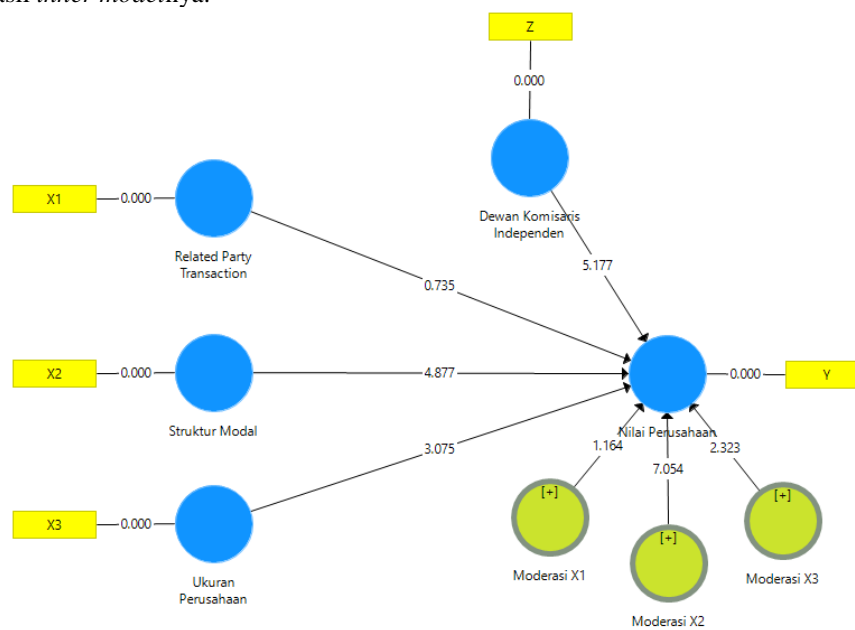 Z
0.000
X1
0.000
Related Party
Transaction
Dewan Komisaris
Independen
5.177
0.735
X2
0.000
Struktur Modal
4.877
0.000
Y
Nilai Perusahaan
3.075
1.164
7.054
2.323
X3
0.000
Ukuran
Perusahaan
[+]
Moderasi X1
[+]
Moderasi X2
[+]
Moderasi X3